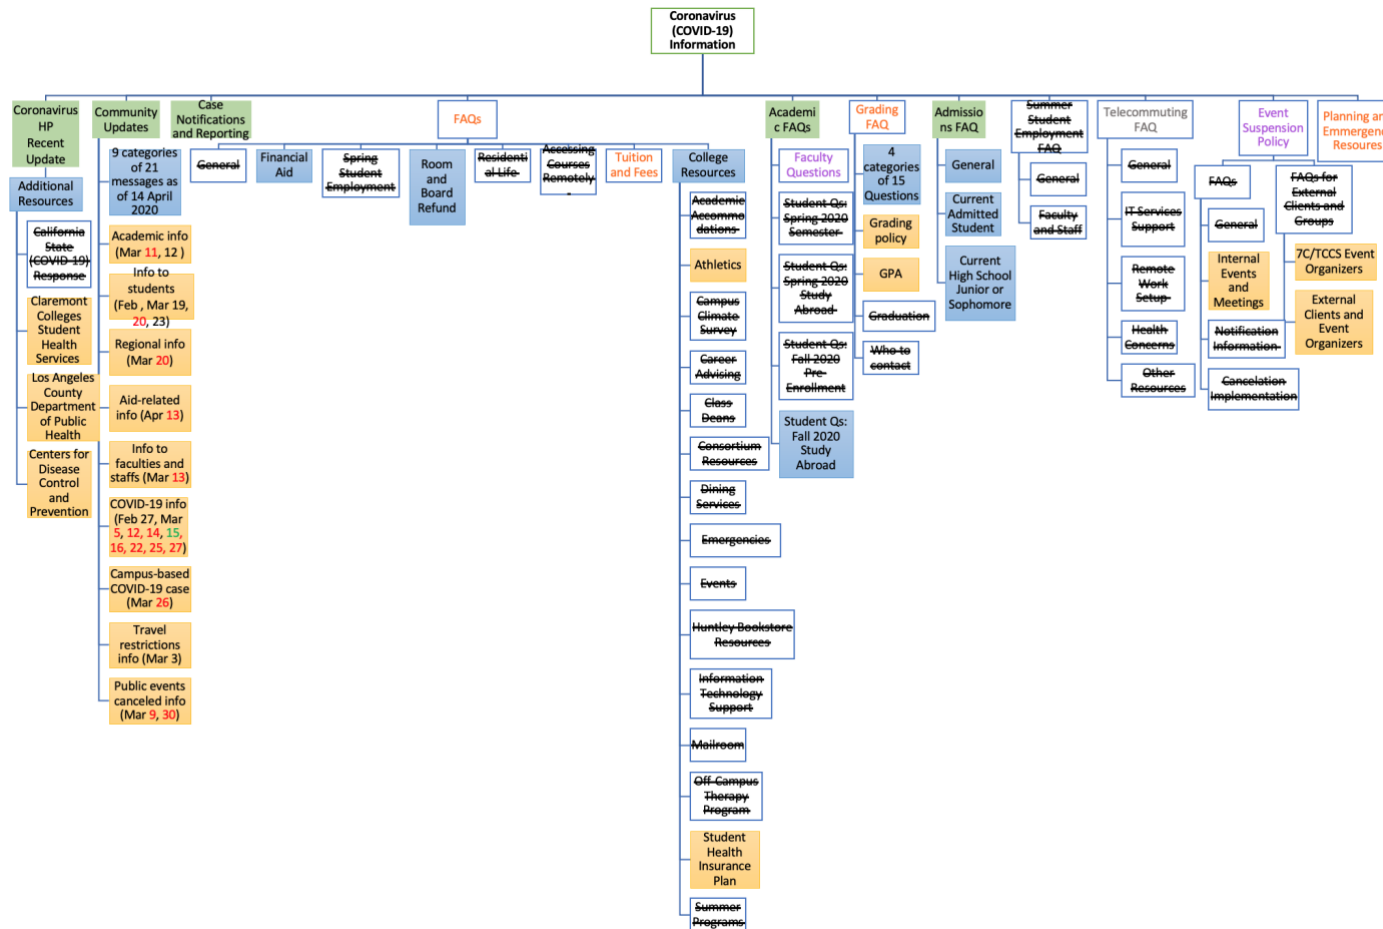 Coronavirus
(COVID-19)
Information
Coronavirus
HP
Recent
Update
Additional
Resources
California
State
(COVID-19)
Response
Claremont
Colleges
Student
Health
Services
Los Angeles
County
Department
of Public
Health
Centers for
Disease
Control
and
Prevention
Community
Updates
9 categories
of 21
messages as
of 14 April
2020
Academic info
(Mar 11, 12 )
Info to
students
(Feb , Mar 19,
20, 23)
Regional info
(Mar 20)
Aid-related
info (Apr 13)
Info to
faculties and
staffs (Mar 13)
COVID-19 info
(Feb 27, Mar
5, 12, 14, 15,
16, 22, 25, 27)
Campus-based
COVID-19 case
(Mar 26)
Travel
restrictions
info (Mar 3)
Public events
canceled info
(Mar 9, 30)
Case
Notifications
and Reporting
FAQs
General
Financial
Aid
Spring
Student
Employment
Room
and
Board
Refund
Residenti
al Life
Accessing
Courses
Remotely
Tuition
and Fees
College
Resources
Academic
Accommo
dations
Athletics
Campus
Climate
Survey
Career
Advising
Class
Deans
Consortium
Resources
Dining
Services
Emergencies
Events
Huntley Bookstore
Resources
Information
Technology
Support
Mailroom
Off-Campus
Therapy
Program
Student
Health
Insurance
Plan
Summer
Programs
Academi
c FAQs
Faculty
Questions
Student Qs:
Spring 2020
Semester
Student Qs:
Spring 2020
Study
Abroad
Student Qs:
Fall 2020
Pre-
Enrollment
Student Qs:
Fall 2020
Study
Abroad
Grading
FAQ
4
categories
of 15
Questions
Grading
policy
GPA
Graduation
Who to
contact
Admissio
ns FAQ
General
Current
Admitted
Student
Current
High School
Junior or
Sophomore
Summer
Student
Employment
FAQ
General
Faculty
and Staff
Telecommuting
FAQ
General
IT Services
Support
Remote
Work
Setup
Health
Concerns
Other
Resources
Event
Suspension
Policy
FAQs
General
Internal
Events
and
Meetings
Notification
Information
Cancelation
Implementation
FAQs for
External
Clients and
Groups
7C/TCCS Event
Organizers
External
Clients and
Event
Organizers
Planning an
Emmergenc
Resoures